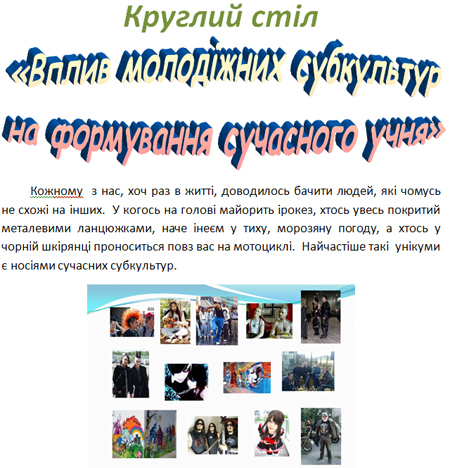 Круглий стіл
«Вплив молодіжних субкультур
на формування сучасного учня»
Кожному з нас, хоч раз в житті, доводилось бачити людей, які чомусь
не схожі на інших. У когось на голові майорить ірокез, хтось увесь покритий
металевими ланцюжками, наче інеєм у тиху, морозяну погоду, а хтось у
чорній шкірянці проноситься повз вас на мотоциклі. Найчастіше такі унікуми
є носіями сучасних субкультур.